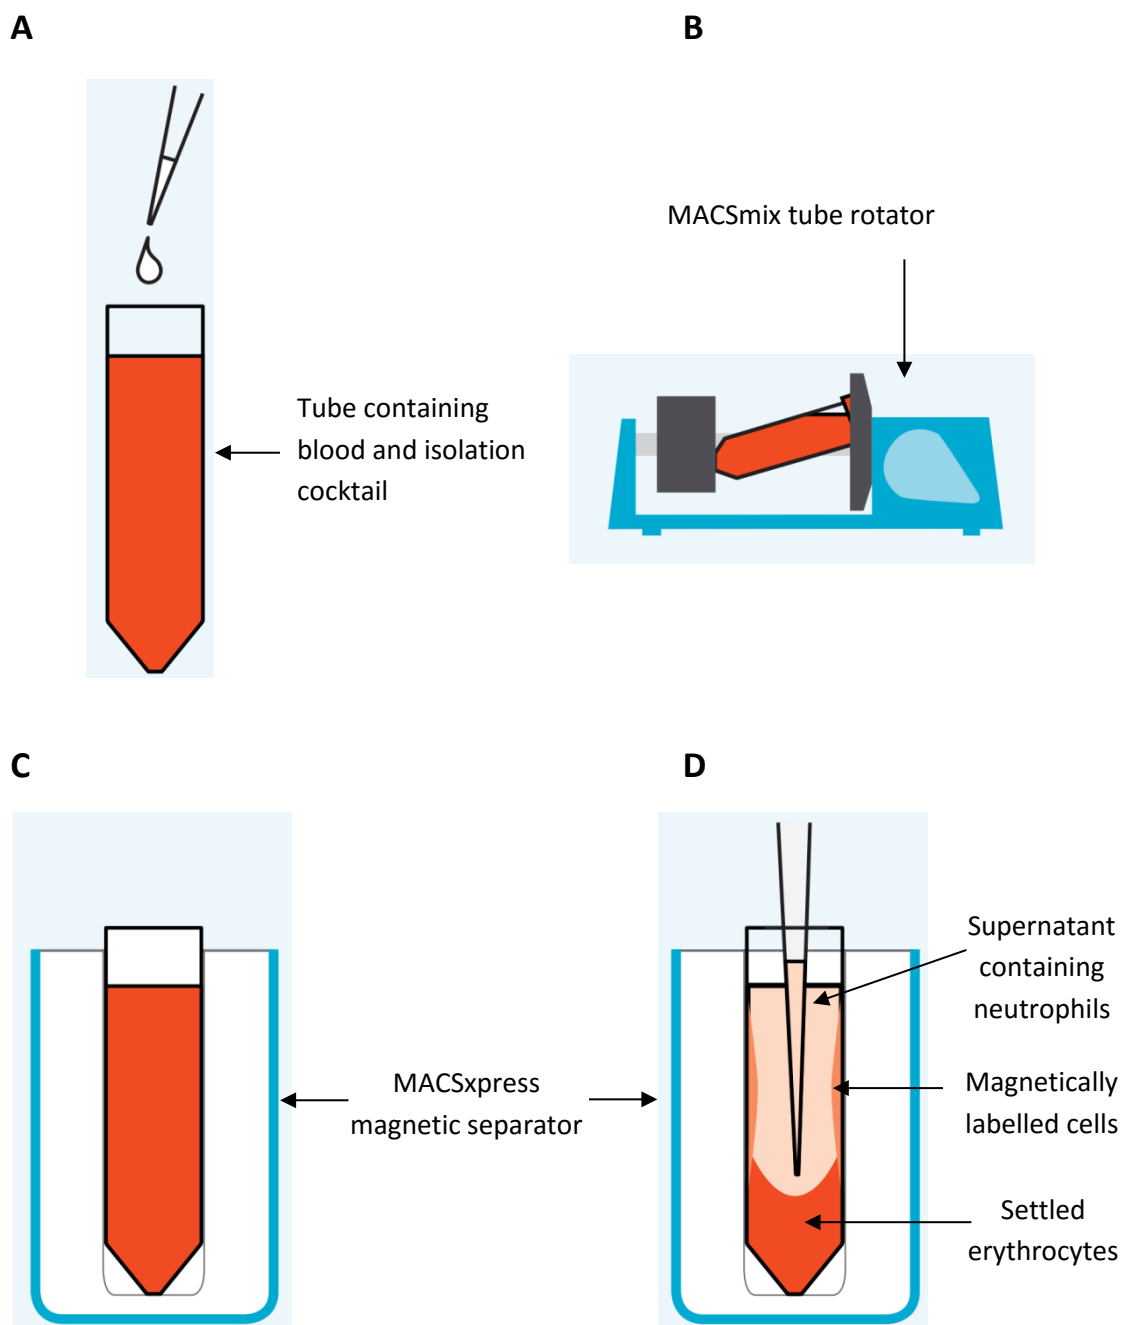 A
B
MACSmix tube rotator
Tube containing
blood and isolation
cocktail
C
D
Supernatant
containing
neutrophils
MACSxpress
magnetic separator
Magnetically
labelled cells
Settled
erythrocytes